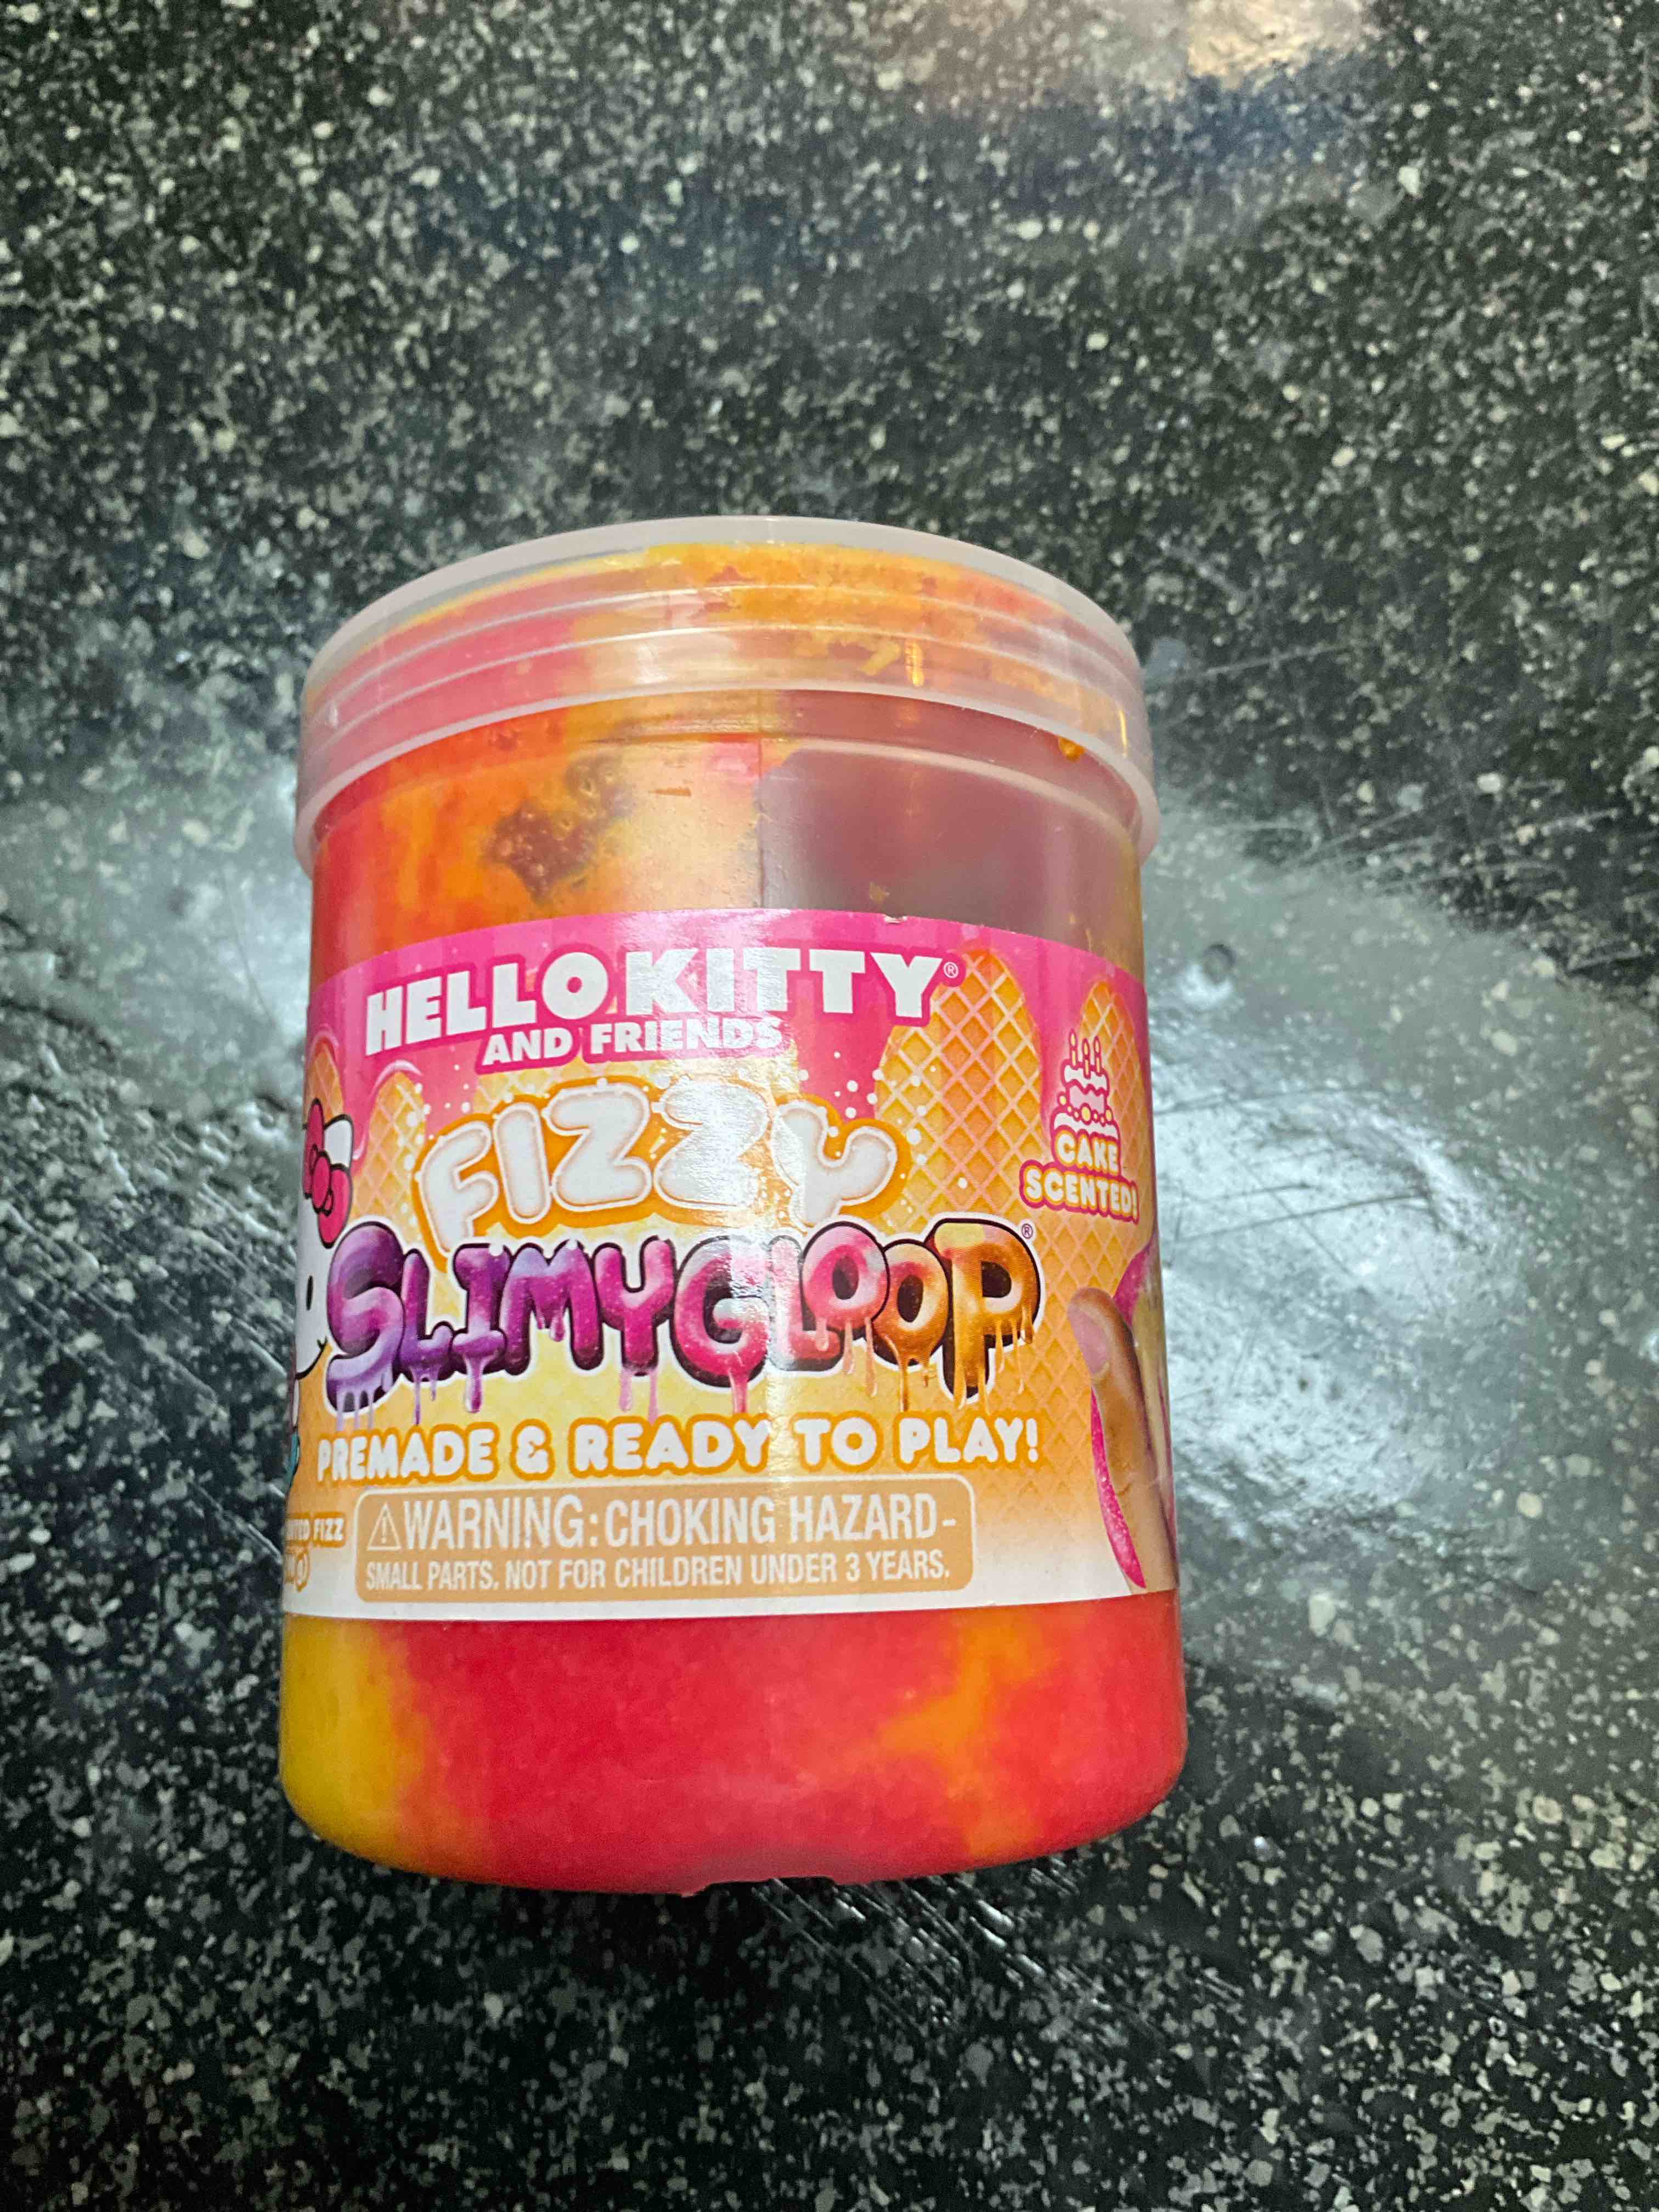 HELLO KITTY®
AND FRIENDS
FIZZY
CAKE
SCENTED!
SLIMYGLOOP®
PREMADE & READY TO PLAY!
FIZZ
⚠WARNING: CHOKING HAZARD-
SMALL PARTS. NOT FOR CHILDREN UNDER 3 YEARS.